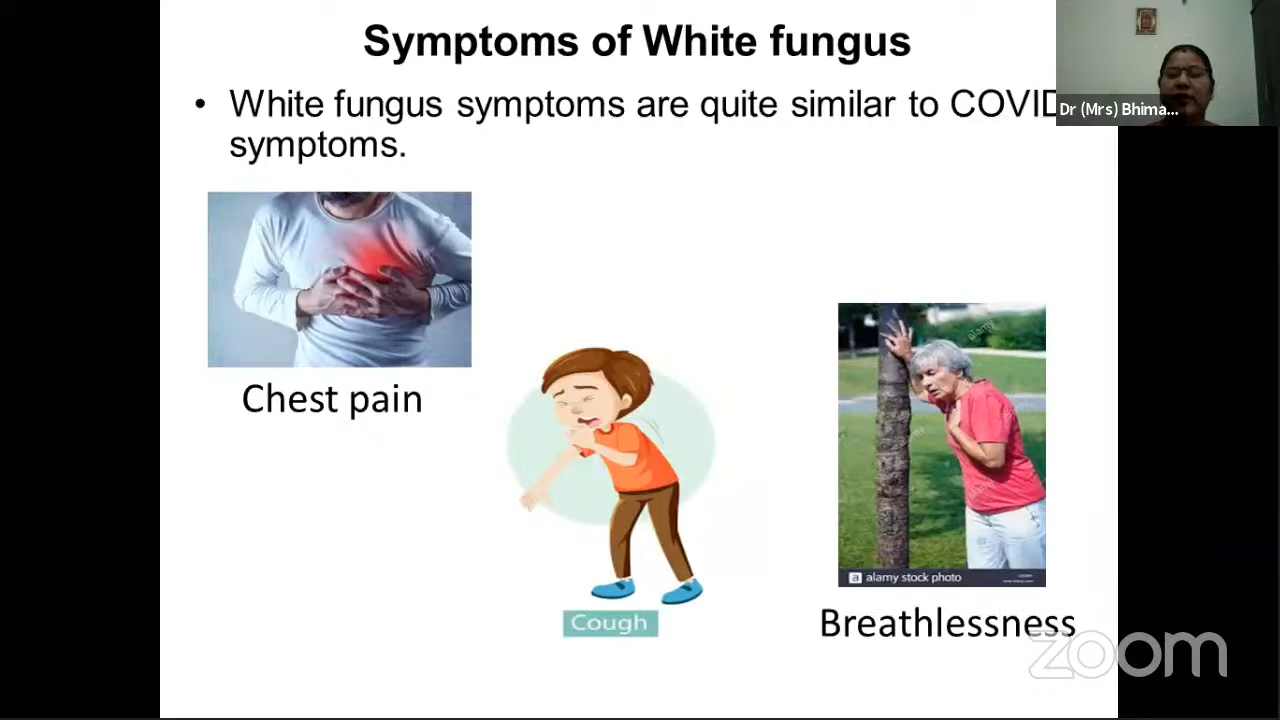 Symptoms of White fungus
• White fungus symptoms are quite similar to COVID
symptoms.
Dr (Mrs) Bhima...
Chest pain
alamy
a alamy stock photo
Cough
Breathlessness
zoom